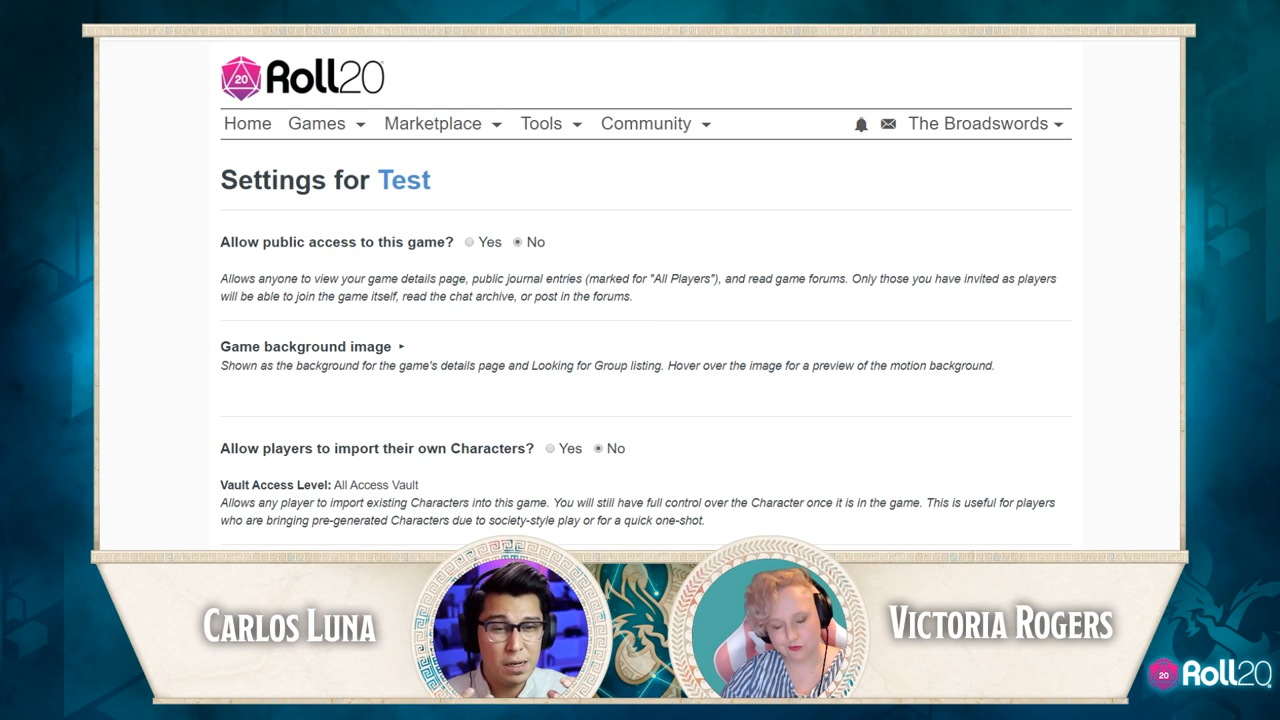 20 Roll20
Home Games Marketplace Tools Community The Broadswords
Settings for Test
Allow public access to this game? Yes No
Allows anyone to view your game details page, public journal entries (marked for "All Players"), and read game forums. Only those you have invited as players
will be able to join the game itself, read the chat archive, or post in the forums.
Game background image
Shown as the background for the game's details page and Looking for Group listing. Hover over the image for a preview of the motion background.
Allow players to import their own Characters? Yes No
Vault Access Level: All Access Vault
Allows any player to import existing Characters into this game. You will still have full control over the Character once it is in the game. This is useful for players
who are bringing pre-generated Characters due to society-style play or for a quick one-shot.
Carlos Luna
Victoria Rogers
20 Roll20